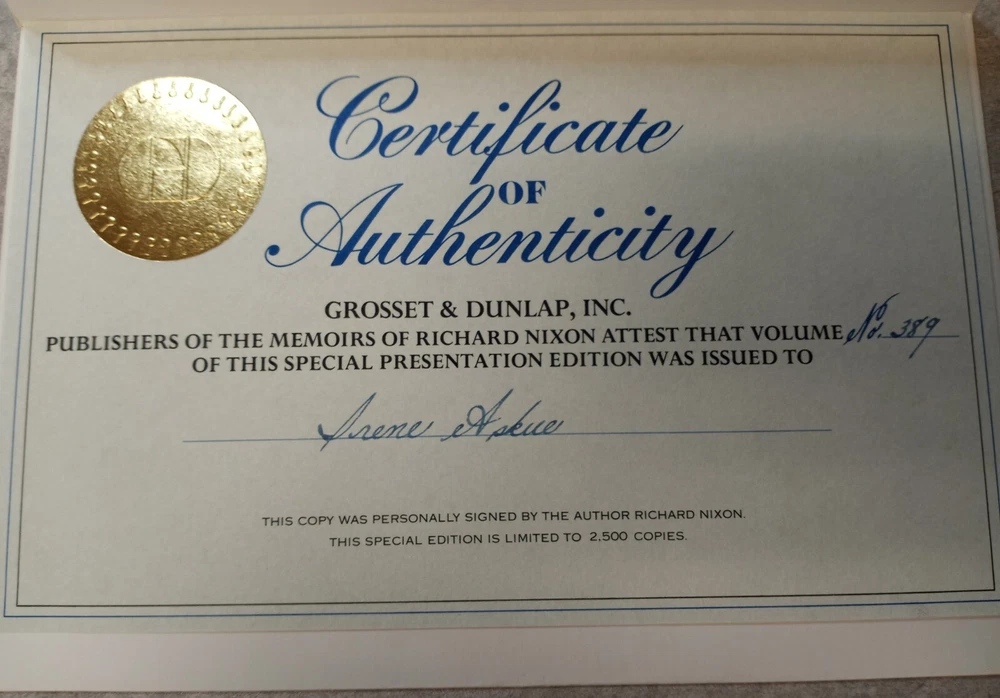 Certificate
OF
Authenticity
GROSSET & DUNLAP, INC.
PUBLISHERS OF THE MEMOIRS OF RICHARD NIXON ATTEST THAT VOLUME No. 389
OF THIS SPECIAL PRESENTATION EDITION WAS ISSUED TO
Irene Askue
THIS COPY WAS PERSONALLY SIGNED BY THE AUTHOR RICHARD NIXON.
THIS SPECIAL EDITION IS LIMITED TO 2,500 COPIES.